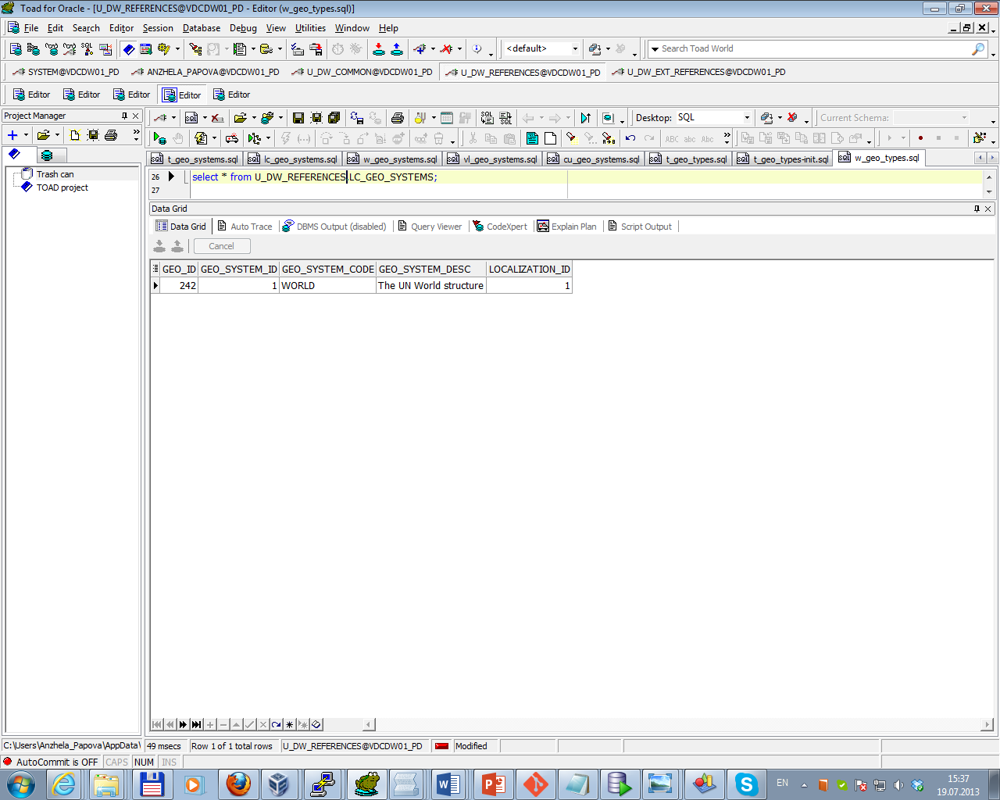 Toad for Oracle - [U_DW_REFERENCES@VDCDW01_PD - Editor (w_geo_types.sql)]
File Edit Search Editor Session Database Debug View Utilities Window Help
<default> Search Toad World
SYSTEM@VDCDW01_PD ANZHELA_PAPOVA@VDCDW01_PD U_DW_COMMON@VDCDW01_PD U_DW_REFERENCES@VDCDW01_PD U_DW_EXT_REFERENCES@VDCDW01_PD
Editor Editor Editor Editor Editor
Project Manager
Desktop: SQL Current Schema:
t_geo_systems.sql lc_geo_systems.sql w_geo_systems.sql vl_geo_systems.sql cu_geo_systems.sql t_geo_types.sql t_geo_types-init.sql w_geo_types.sql
Trash can
TOAD project
26 select * from U_DW_REFERENCES.LC_GEO_SYSTEMS;
27
Data Grid
Data Grid Auto Trace DBMS Output (disabled) Query Viewer CodeXpert Explain Plan Script Output
Cancel
GEO_ID GEO_SYSTEM_ID GEO_SYSTEM_CODE GEO_SYSTEM_DESC LOCALIZATION_ID
242 1 WORLD The UN World structure 1
C:\Users\Anzhela_Papova\AppData\ 49 msecs Row 1 of 1 total rows U_DW_REFERENCES@VDCDW01_PD Modified
AutoCommit is OFF CAPS NUM INS
EN 15:37
19.07.2013